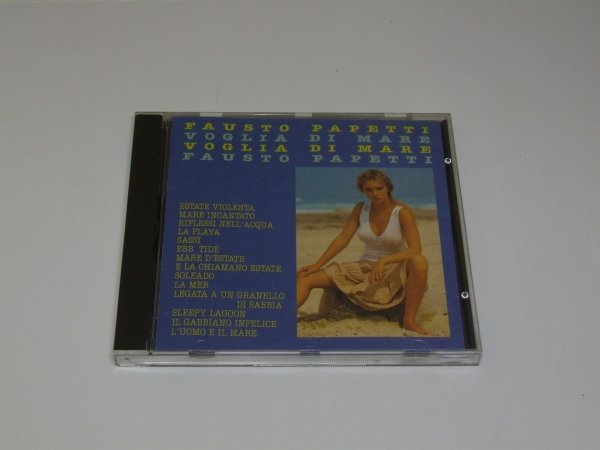 FAUSTO PAPETTI
VOGLIA DI MARE
VOGLIA DI MARE
FAUSTO PAPETTI
ESTATE VIOLENTA
MARE INCANTATO
RIFLESSI NELL'ACQUA
LA PLAYA
SASSI
EBB TIDE
MARE D'ESTATE
E LA CHIAMANO ESTATE
SOLEADO
LA MER
LEGATA A UN GRANELLO
DI SABBIA
SLEEPY LAGOON
IL GABBIANO INFELICE
L'UOMO E IL MARE